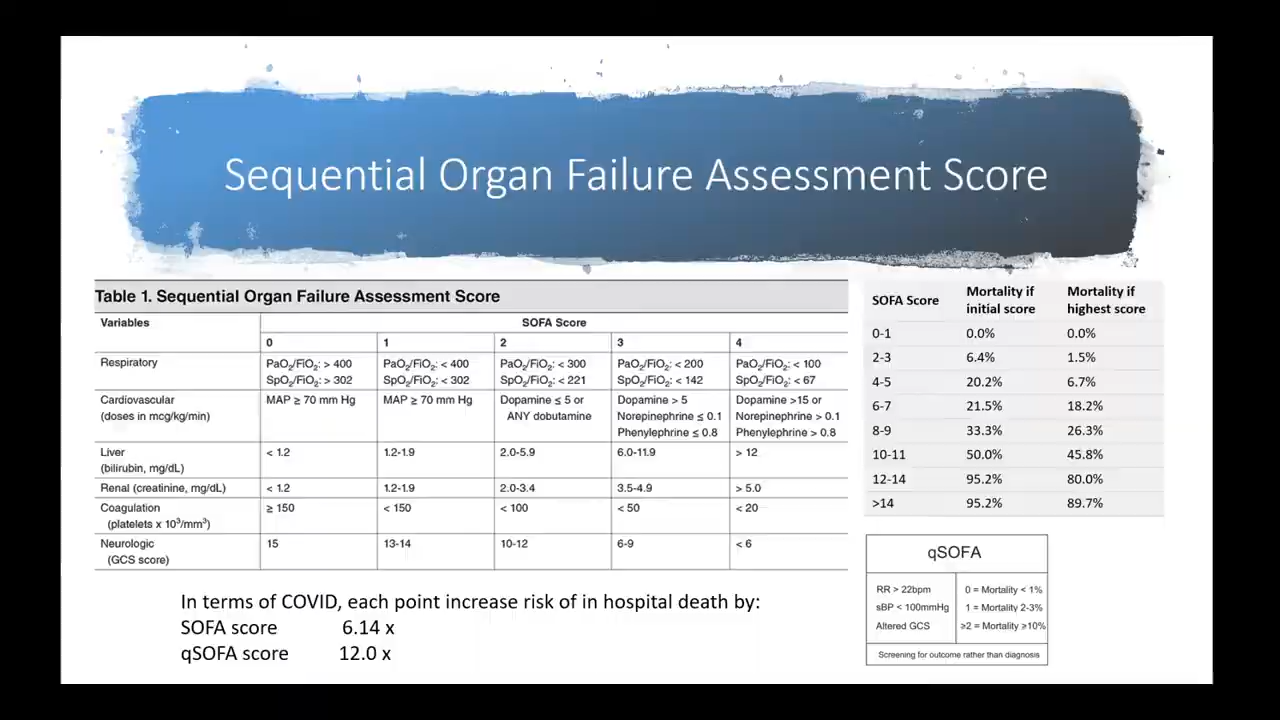 Sequential Organ Failure Assessment Score
Table 1. Sequential Organ Failure Assessment Score
Variables SOFA Score
0 1 2 3 4
Respiratory PaO2/FiO2: > 400 PaO2/FiO2: < 400 PaO2/FiO2: < 300 PaO2/FiO2: < 200 PaO2/FiO2: < 100
SpO2/FiO2: > 302 SpO2/FiO2: < 302 SpO2/FiO2: < 221 SpO2/FiO2: < 142 SpO2/FiO2: < 67
Cardiovascular MAP ≥ 70 mm Hg MAP ≥ 70 mm Hg Dopamine ≤ 5 or Dopamine > 5 Dopamine >15 or
(doses in mcg/kg/min) ANY dobutamine Norepinephrine ≤ 0.1 Norepinephrine > 0.1
Phenylephrine ≤ 0.8 Phenylephrine > 0.8
Liver < 1.2 1.2-1.9 2.0-5.9 6.0-11.9 > 12
(bilirubin, mg/dL)
Renal (creatinine, mg/dL) < 1.2 1.2-1.9 2.0-3.4 3.5-4.9 > 5.0
Coagulation ≥ 150 < 150 < 100 < 50 < 20
(platelets x 10³/mm³)
Neurologic 15 13-14 10-12 6-9 < 6
(GCS score)
SOFA Score Mortality if initial score Mortality if highest score
0-1 0.0% 0.0%
2-3 6.4% 1.5%
4-5 20.2% 6.7%
6-7 21.5% 18.2%
8-9 33.3% 26.3%
10-11 50.0% 45.8%
12-14 95.2% 80.0%
>14 95.2% 89.7%
qSOFA
RR > 22bpm 0 = Mortality < 1%
sBP < 100mmHg 1 = Mortality 2-3%
Altered GCS ≥2 = Mortality ≥10%
Screening for outcome rather than diagnosis
In terms of COVID, each point increase risk of in hospital death by:
SOFA score 6.14 x
qSOFA score 12.0 x